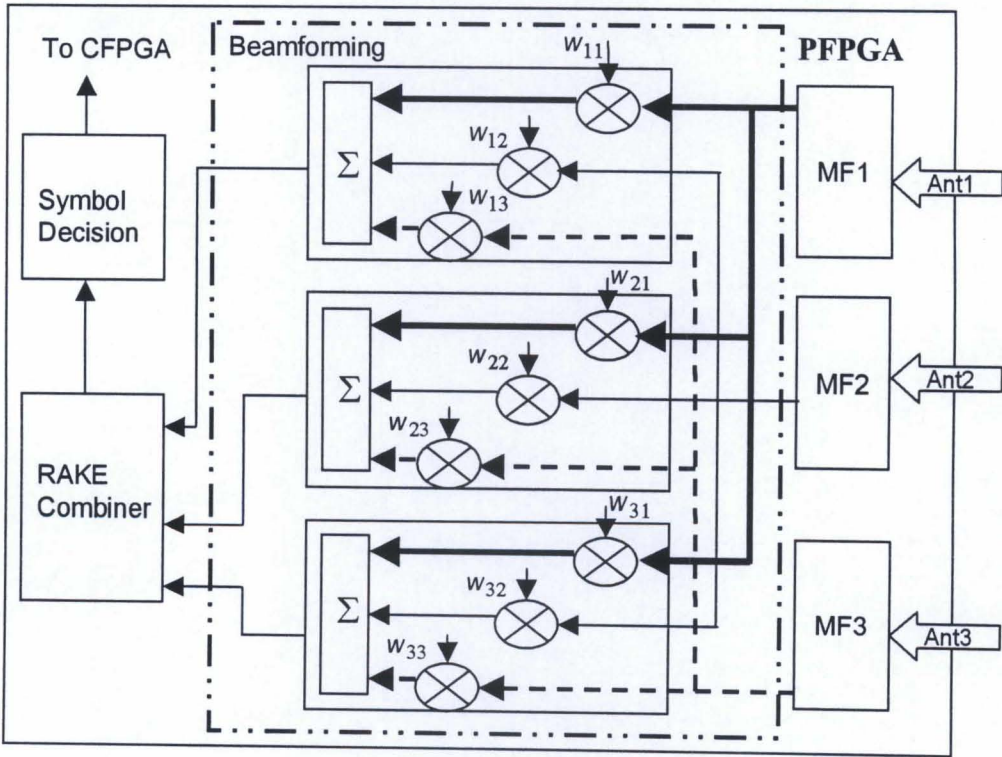 To CFPGA
Beamforming
PFPGA
w11
w12
w13
Σ
MF1
Ant1
Symbol
Decision
w21
w22
w23
Σ
MF2
Ant2
RAKE
Combiner
w31
w32
w33
Σ
MF3
Ant3